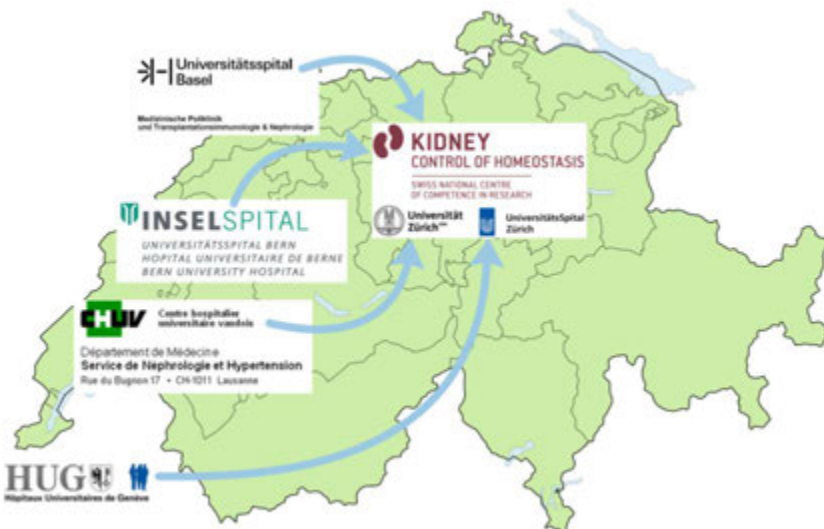 Universitätsspital
Basel
Medizinische Poliklinik
und Transplantationsimmunologie & Nephrologie
KIDNEY
CONTROL OF HOMEOSTASIS
SWISS NATIONAL CENTRE
OF COMPETENCE IN RESEARCH
Universität
Zürich
UniversitätsSpital
Zürich
INSELSPITAL
UNIVERSITÄTSSPITAL BERN
HOPITAL UNIVERSITAIRE DE BERNE
BERN UNIVERSITY HOSPITAL
CHUV
Centre hospitalier
universitaire vaudois
Département de Médecine
Service de Néphrologie et Hypertension
Rue du Bugnon 17 • CH-1011 Lausanne
HUG
Hôpitaux Universitaires de Genève